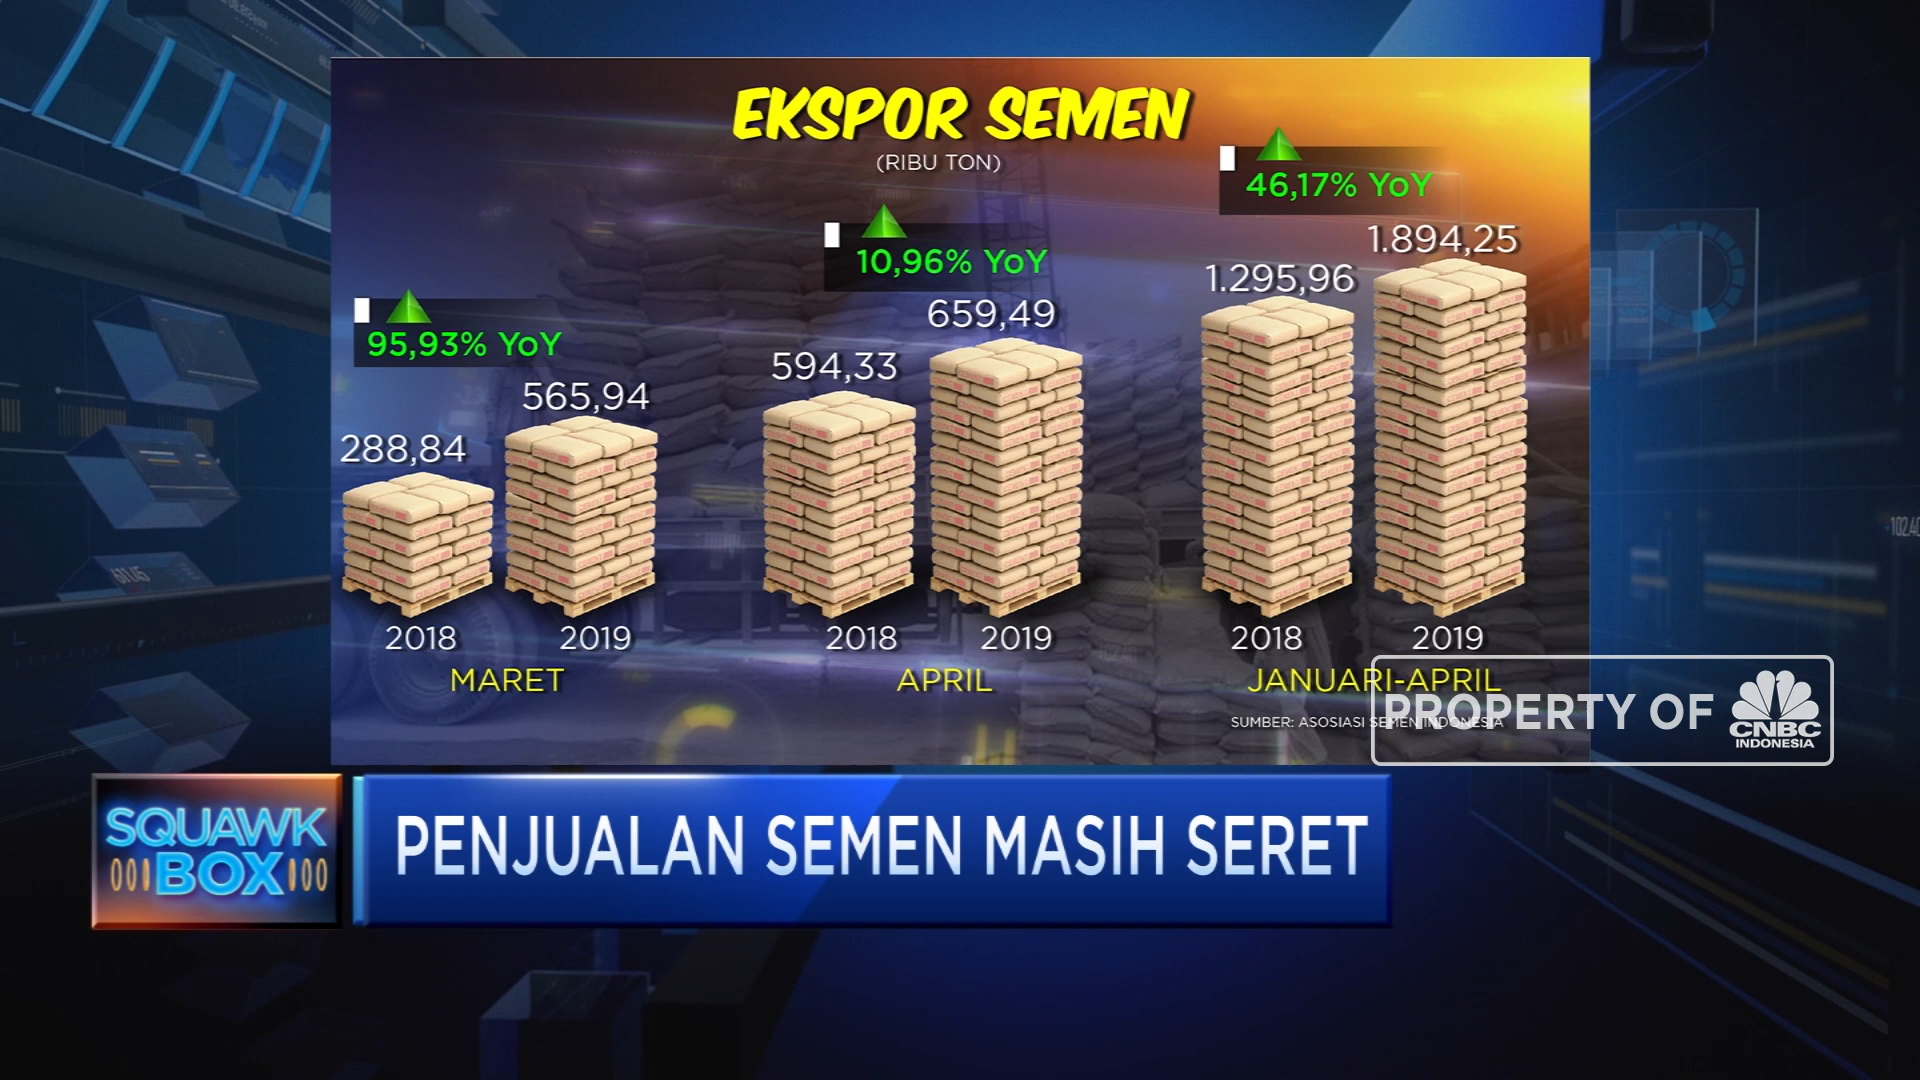 EKSPOR SEMEN
(RIBU TON)
95,93% YoY
288,84
565,94
2018
2019
MARET
10,96% YoY
594,33
659,49
2018
2019
APRIL
46,17% YoY
1.295,96
1.894,25
2018
2019
JANUARI-APRIL
SUMBER: ASOSIASI SEMEN INDONESIA
PROPERTY OF
CNBC
INDONESIA
SQUAWK
BOX
PENJUALAN SEMEN MASIH SERET